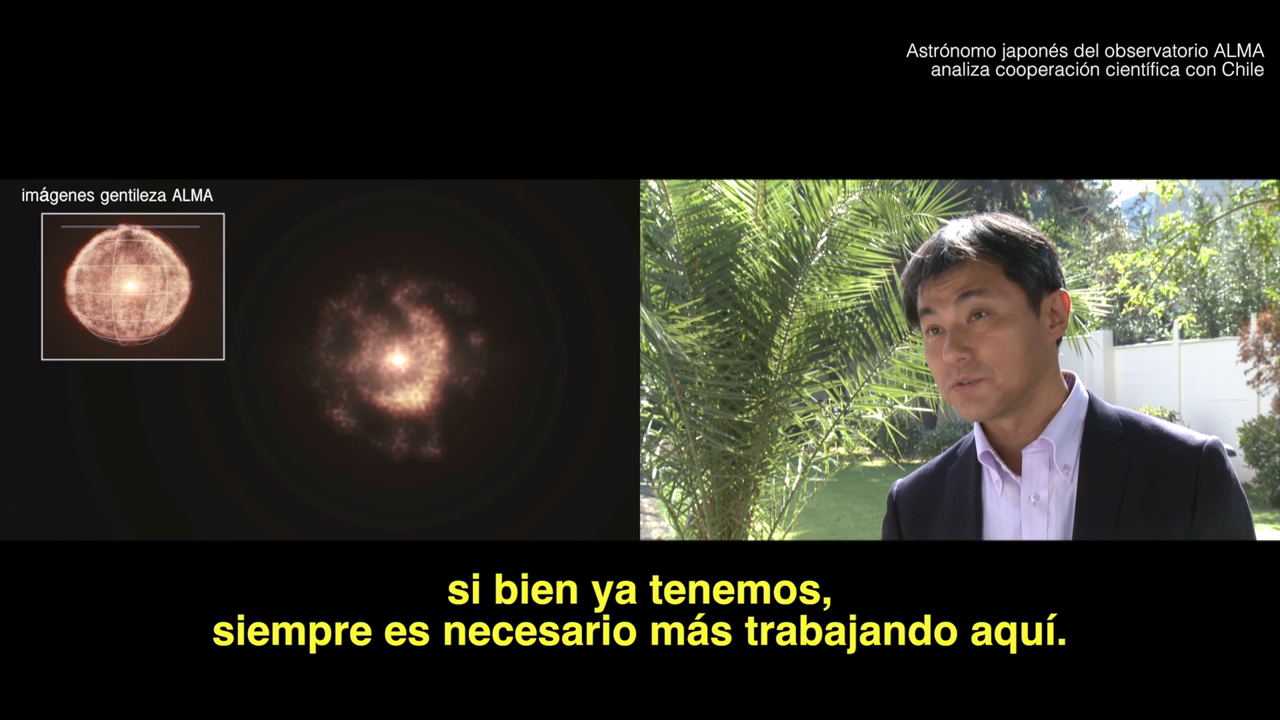 Astrónomo japonés del observatorio ALMA
analiza cooperación científica con Chile
imágenes gentileza ALMA
si bien ya tenemos,
siempre es necesario más trabajando aquí.